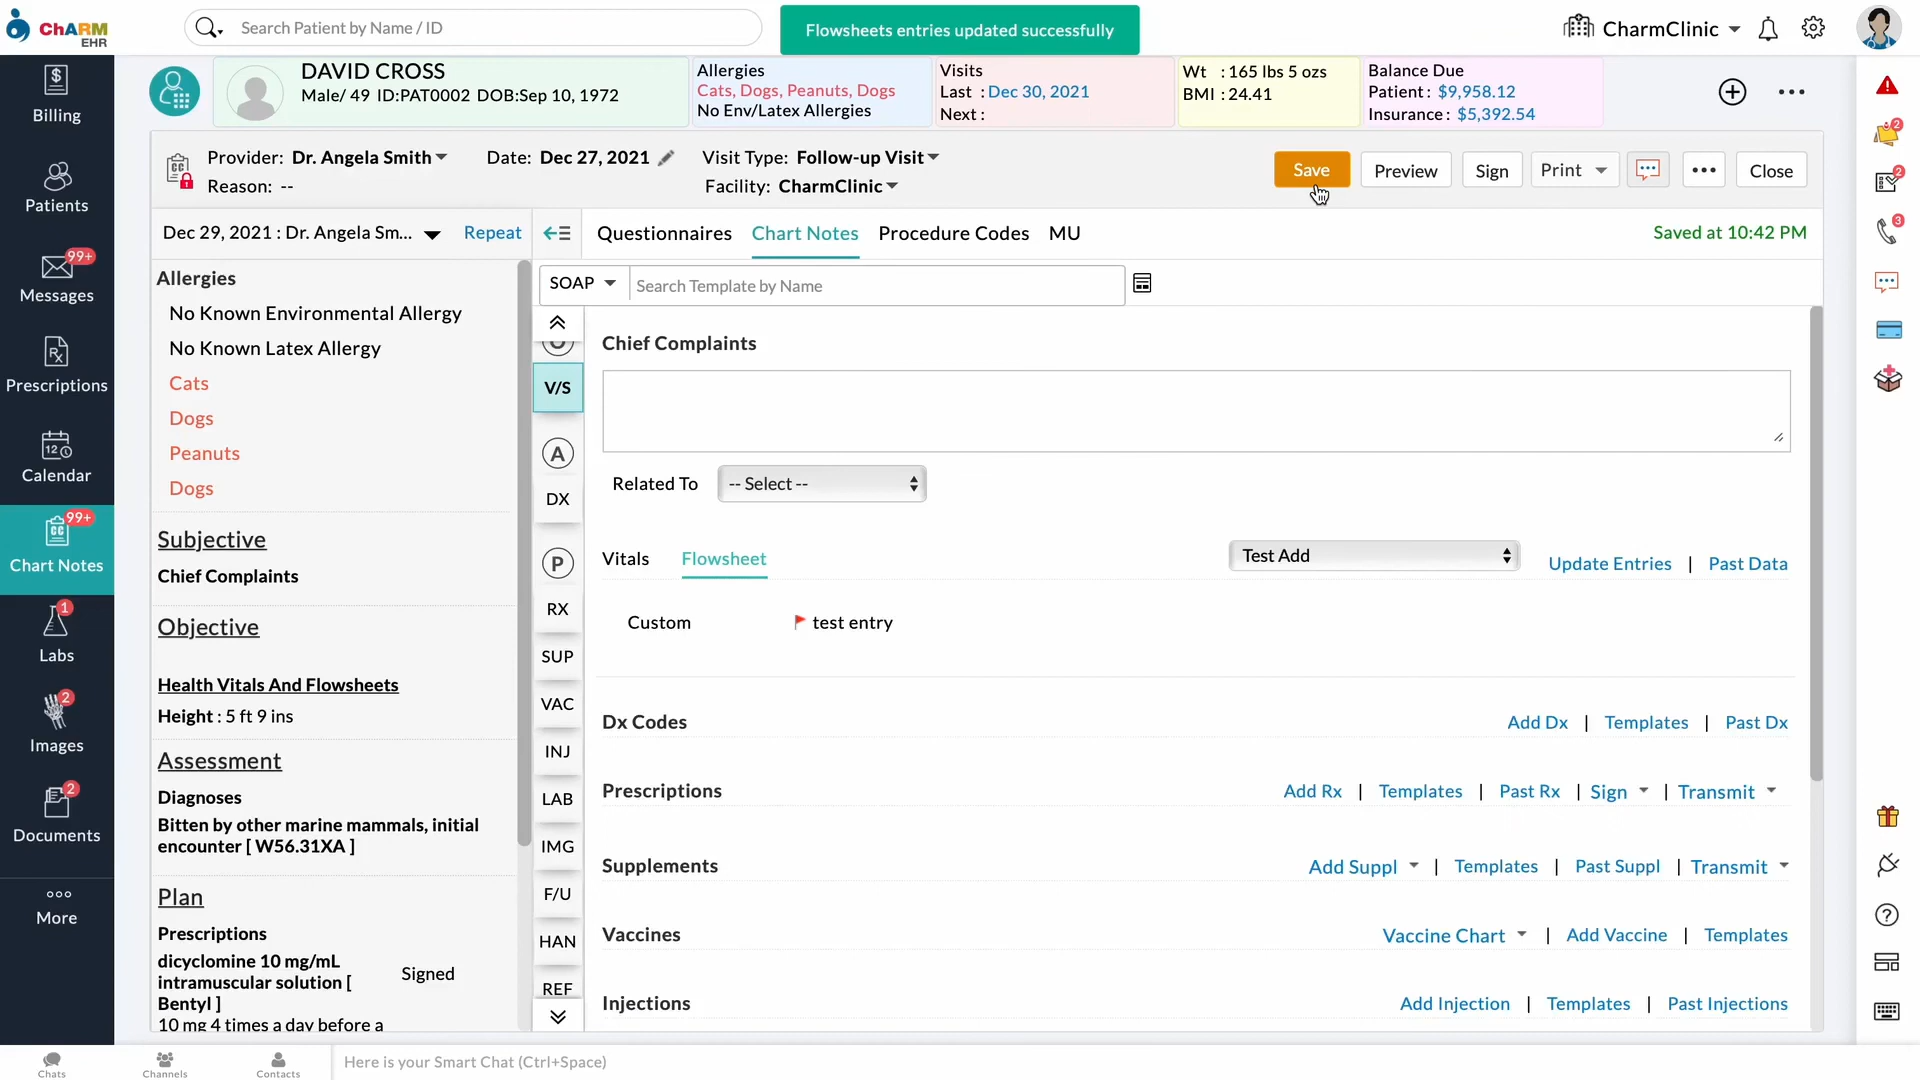 ChARM
EHR
Search Patient by Name / ID
Flowsheets entries updated successfully
CharmClinic
Billing
Patients
99+
Messages
Prescriptions
12
Calendar
99+
Chart Notes
1
Labs
2
Images
2
Documents
More
DAVID CROSS
Male/ 49 ID:PAT0002 DOB:Sep 10, 1972
Allergies
Cats, Dogs, Peanuts, Dogs
No Env/Latex Allergies
Visits
Last : Dec 30, 2021
Next :
Wt : 165 lbs 5 ozs
BMI : 24.41
Balance Due
Patient : $9,958.12
Insurance : $5,392.54
Provider: Dr. Angela Smith
Date: Dec 27, 2021
Visit Type: Follow-up Visit
Reason: --
Facility: CharmClinic
Save
Preview
Sign
Print
Close
Dec 29, 2021 : Dr. Angela Sm...
Repeat
Questionnaires
Chart Notes
Procedure Codes
MU
Saved at 10:42 PM
Allergies
No Known Environmental Allergy
No Known Latex Allergy
Cats
Dogs
Peanuts
Dogs
Subjective
Chief Complaints
Objective
Health Vitals And Flowsheets
Height : 5 ft 9 ins
Assessment
Diagnoses
Bitten by other marine mammals, initial
encounter [ W56.31XA ]
Plan
Prescriptions
dicyclomine 10 mg/mL
intramuscular solution [
Bentyl ]
Signed
10 mg 4 times a day before a
SOAP
Search Template by Name
V/S
A
DX
P
RX
SUP
VAC
INJ
LAB
IMG
F/U
HAN
REF
Chief Complaints
Related To
-- Select --
Vitals
Flowsheet
Test Add
Update Entries | Past Data
Custom
test entry
Dx Codes
Add Dx | Templates | Past Dx
Prescriptions
Add Rx | Templates | Past Rx | Sign | Transmit
Supplements
Add Suppl | Templates | Past Suppl | Transmit
Vaccines
Vaccine Chart | Add Vaccine | Templates
Injections
Add Injection | Templates | Past Injections
2
2
3
Chats
Channels
Contacts
Here is your Smart Chat (Ctrl+Space)